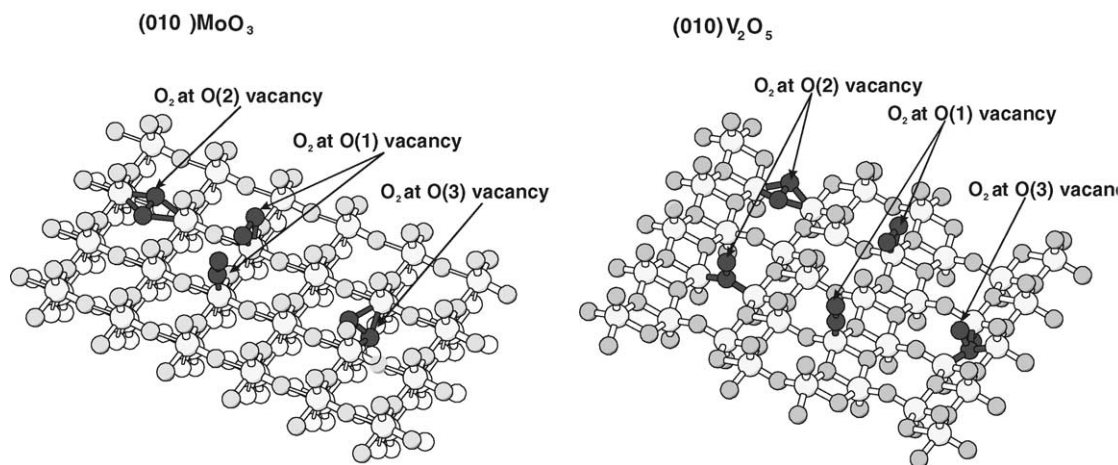 (010 )MoO₃
(010) V₂O₅
O₂ at O(2) vacancy
O₂ at O(1) vacancy
O₂ at O(3) vacancy
O₂ at O(2) vacancy
O₂ at O(1) vacancy
O₂ at O(3) vacanc